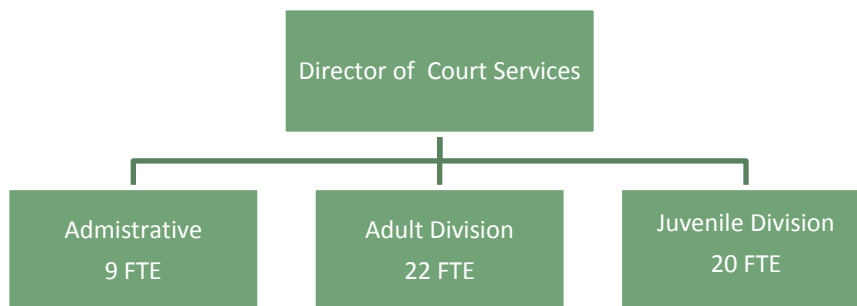 Director of Court Services
Admistrative
9 FTE
Adult Division
22 FTE
Juvenile Division
20 FTE